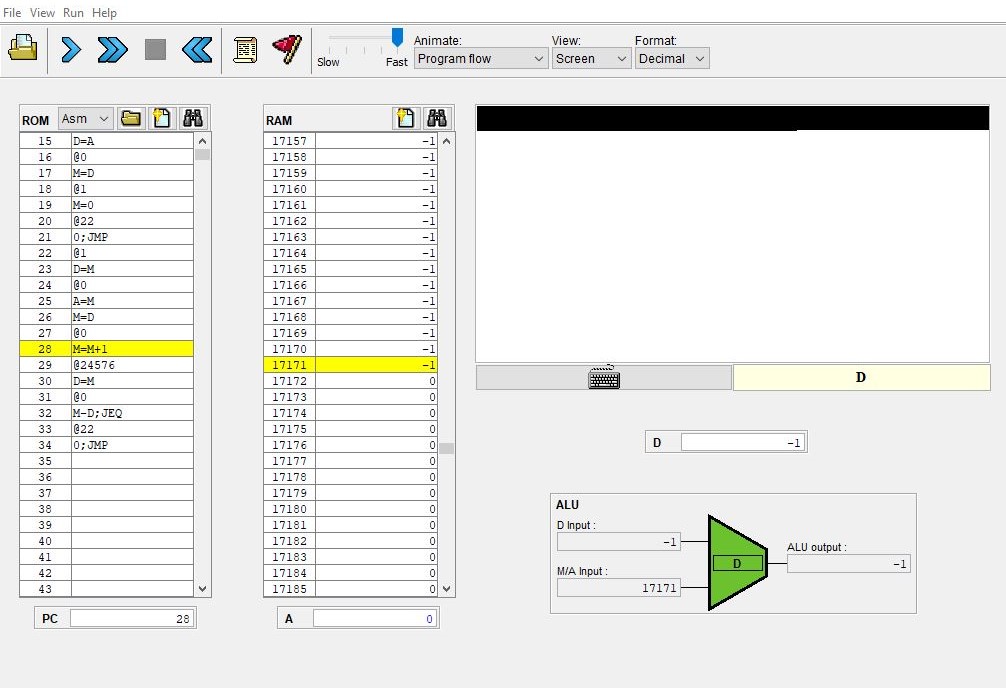 File View Run Help
Animate: View: Format:
Slow Fast Program flow Screen Decimal
ROM Asm
15 D=A
16 @0
17 M=D
18 @1
19 M=0
20 @22
21 0;JMP
22 @1
23 D=M
24 @0
25 A=M
26 M=D
27 @0
28 M=M+1
29 @24576
30 D=M
31 @0
32 M-D;JEQ
33 @22
34 0;JMP
35
36
37
38
39
40
41
42
43
PC 28
RAM
17157 -1
17158 -1
17159 -1
17160 -1
17161 -1
17162 -1
17163 -1
17164 -1
17165 -1
17166 -1
17167 -1
17168 -1
17169 -1
17170 -1
17171 -1
17172 0
17173 0
17174 0
17175 0
17176 0
17177 0
17178 0
17179 0
17180 0
17181 0
17182 0
17183 0
17184 0
17185 0
A 0
D
D -1
ALU
D Input :
-1
M/A Input :
17171
D
ALU output :
-1